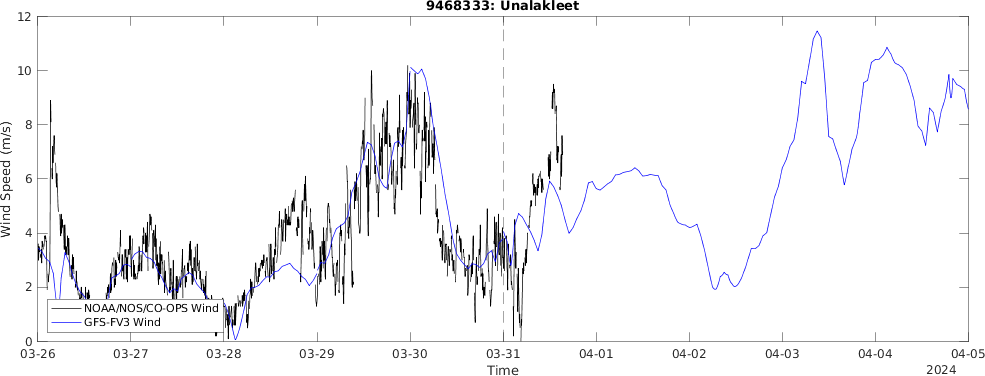 9468333: Unalakleet
12
10
8
6
4
2
0
Wind Speed (m/s)
NOAA/NOS/CO-OPS Wind
GFS-FV3 Wind
03-26 03-27 03-28 03-29 03-30 03-31 04-01 04-02 04-03 04-04 04-05
Time
2024